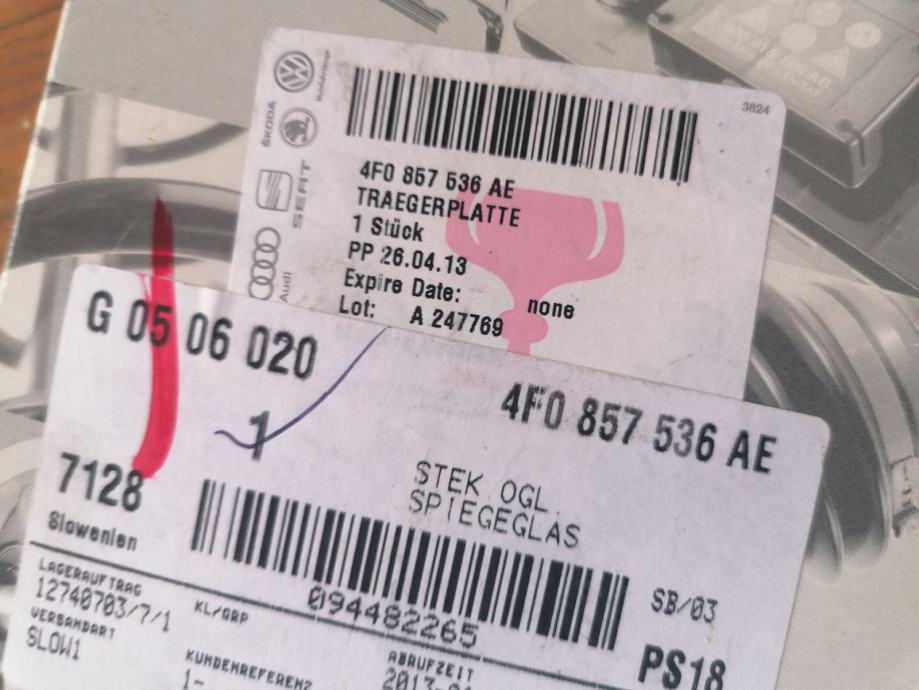 3824
ŠKODA
SEAT
Audi
4F0 857 536 AE
TRAEGERPLATTE
1 Stück
PP 26.04.13
Expire Date: none
Lot: A 247769
G 05 06 020
4F0 857 536 AE
1
7128
STEK OGL.
SPIEGEGLAS
Slowenien
LAGERAUFTRAG
12740703/7/1
KL/GRP
094482265
SB/03
VERSANDART
SLOW1
PS18
KUNDENREFERENZ
1-
ABRUFZEIT